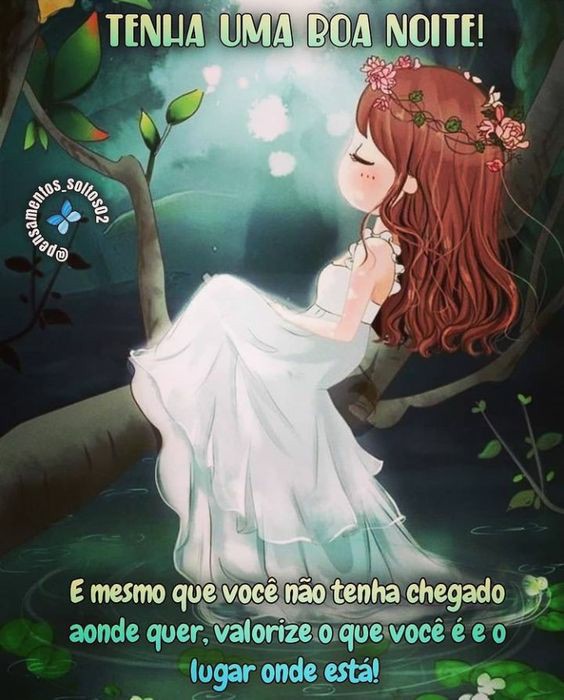 TENHA UMA BOA NOITE!
@pensamentos_soltos02
E mesmo que você não tenha chegado
aonde quer, valorize o que você é e o
lugar onde está!